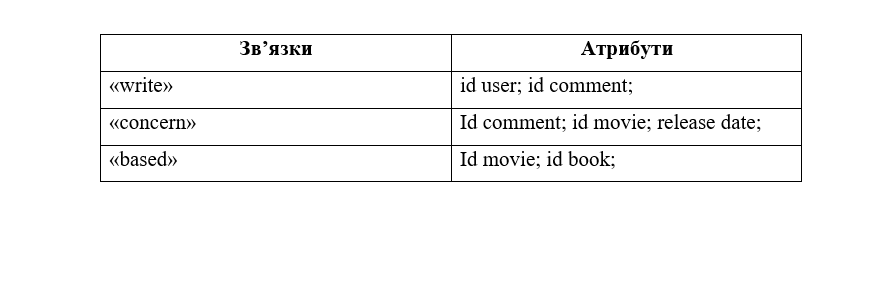 Зв’язки Атрибути
«write» id user; id comment;
«concern» Id comment; id movie; release date;
«based» Id movie; id book;